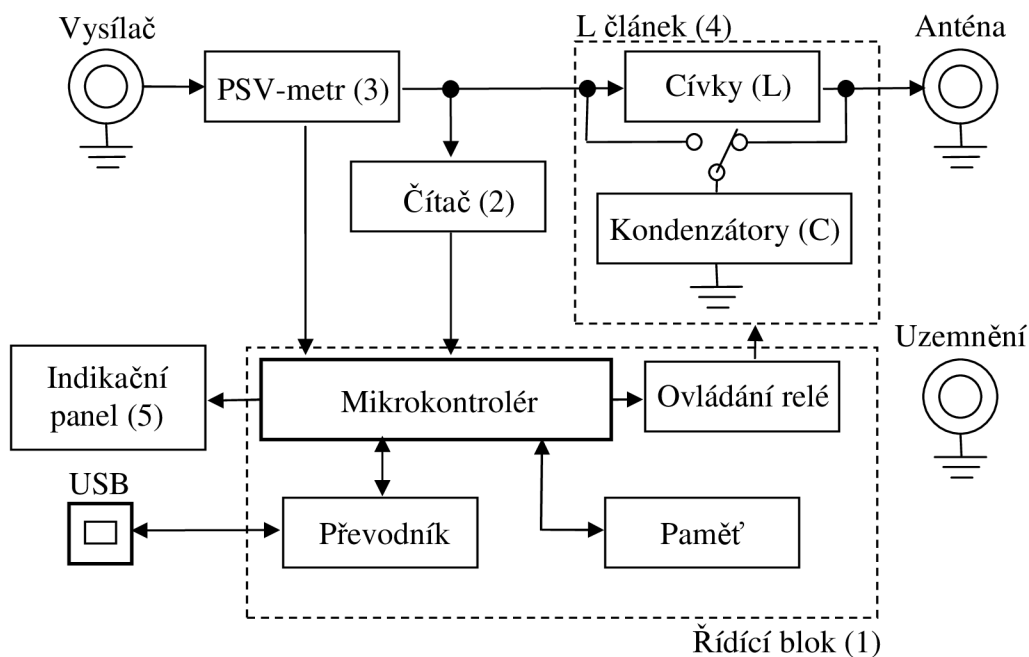 Vysílač
L článek (4)
Anténa
PSV-metr (3)
Cívky (L)
Čítač (2)
Kondenzátory (C)
Uzemnění
Indikační
panel (5)
Mikrokontrolér
Ovládání relé
USB
Převodník
Paměť
Řídící blok (1)